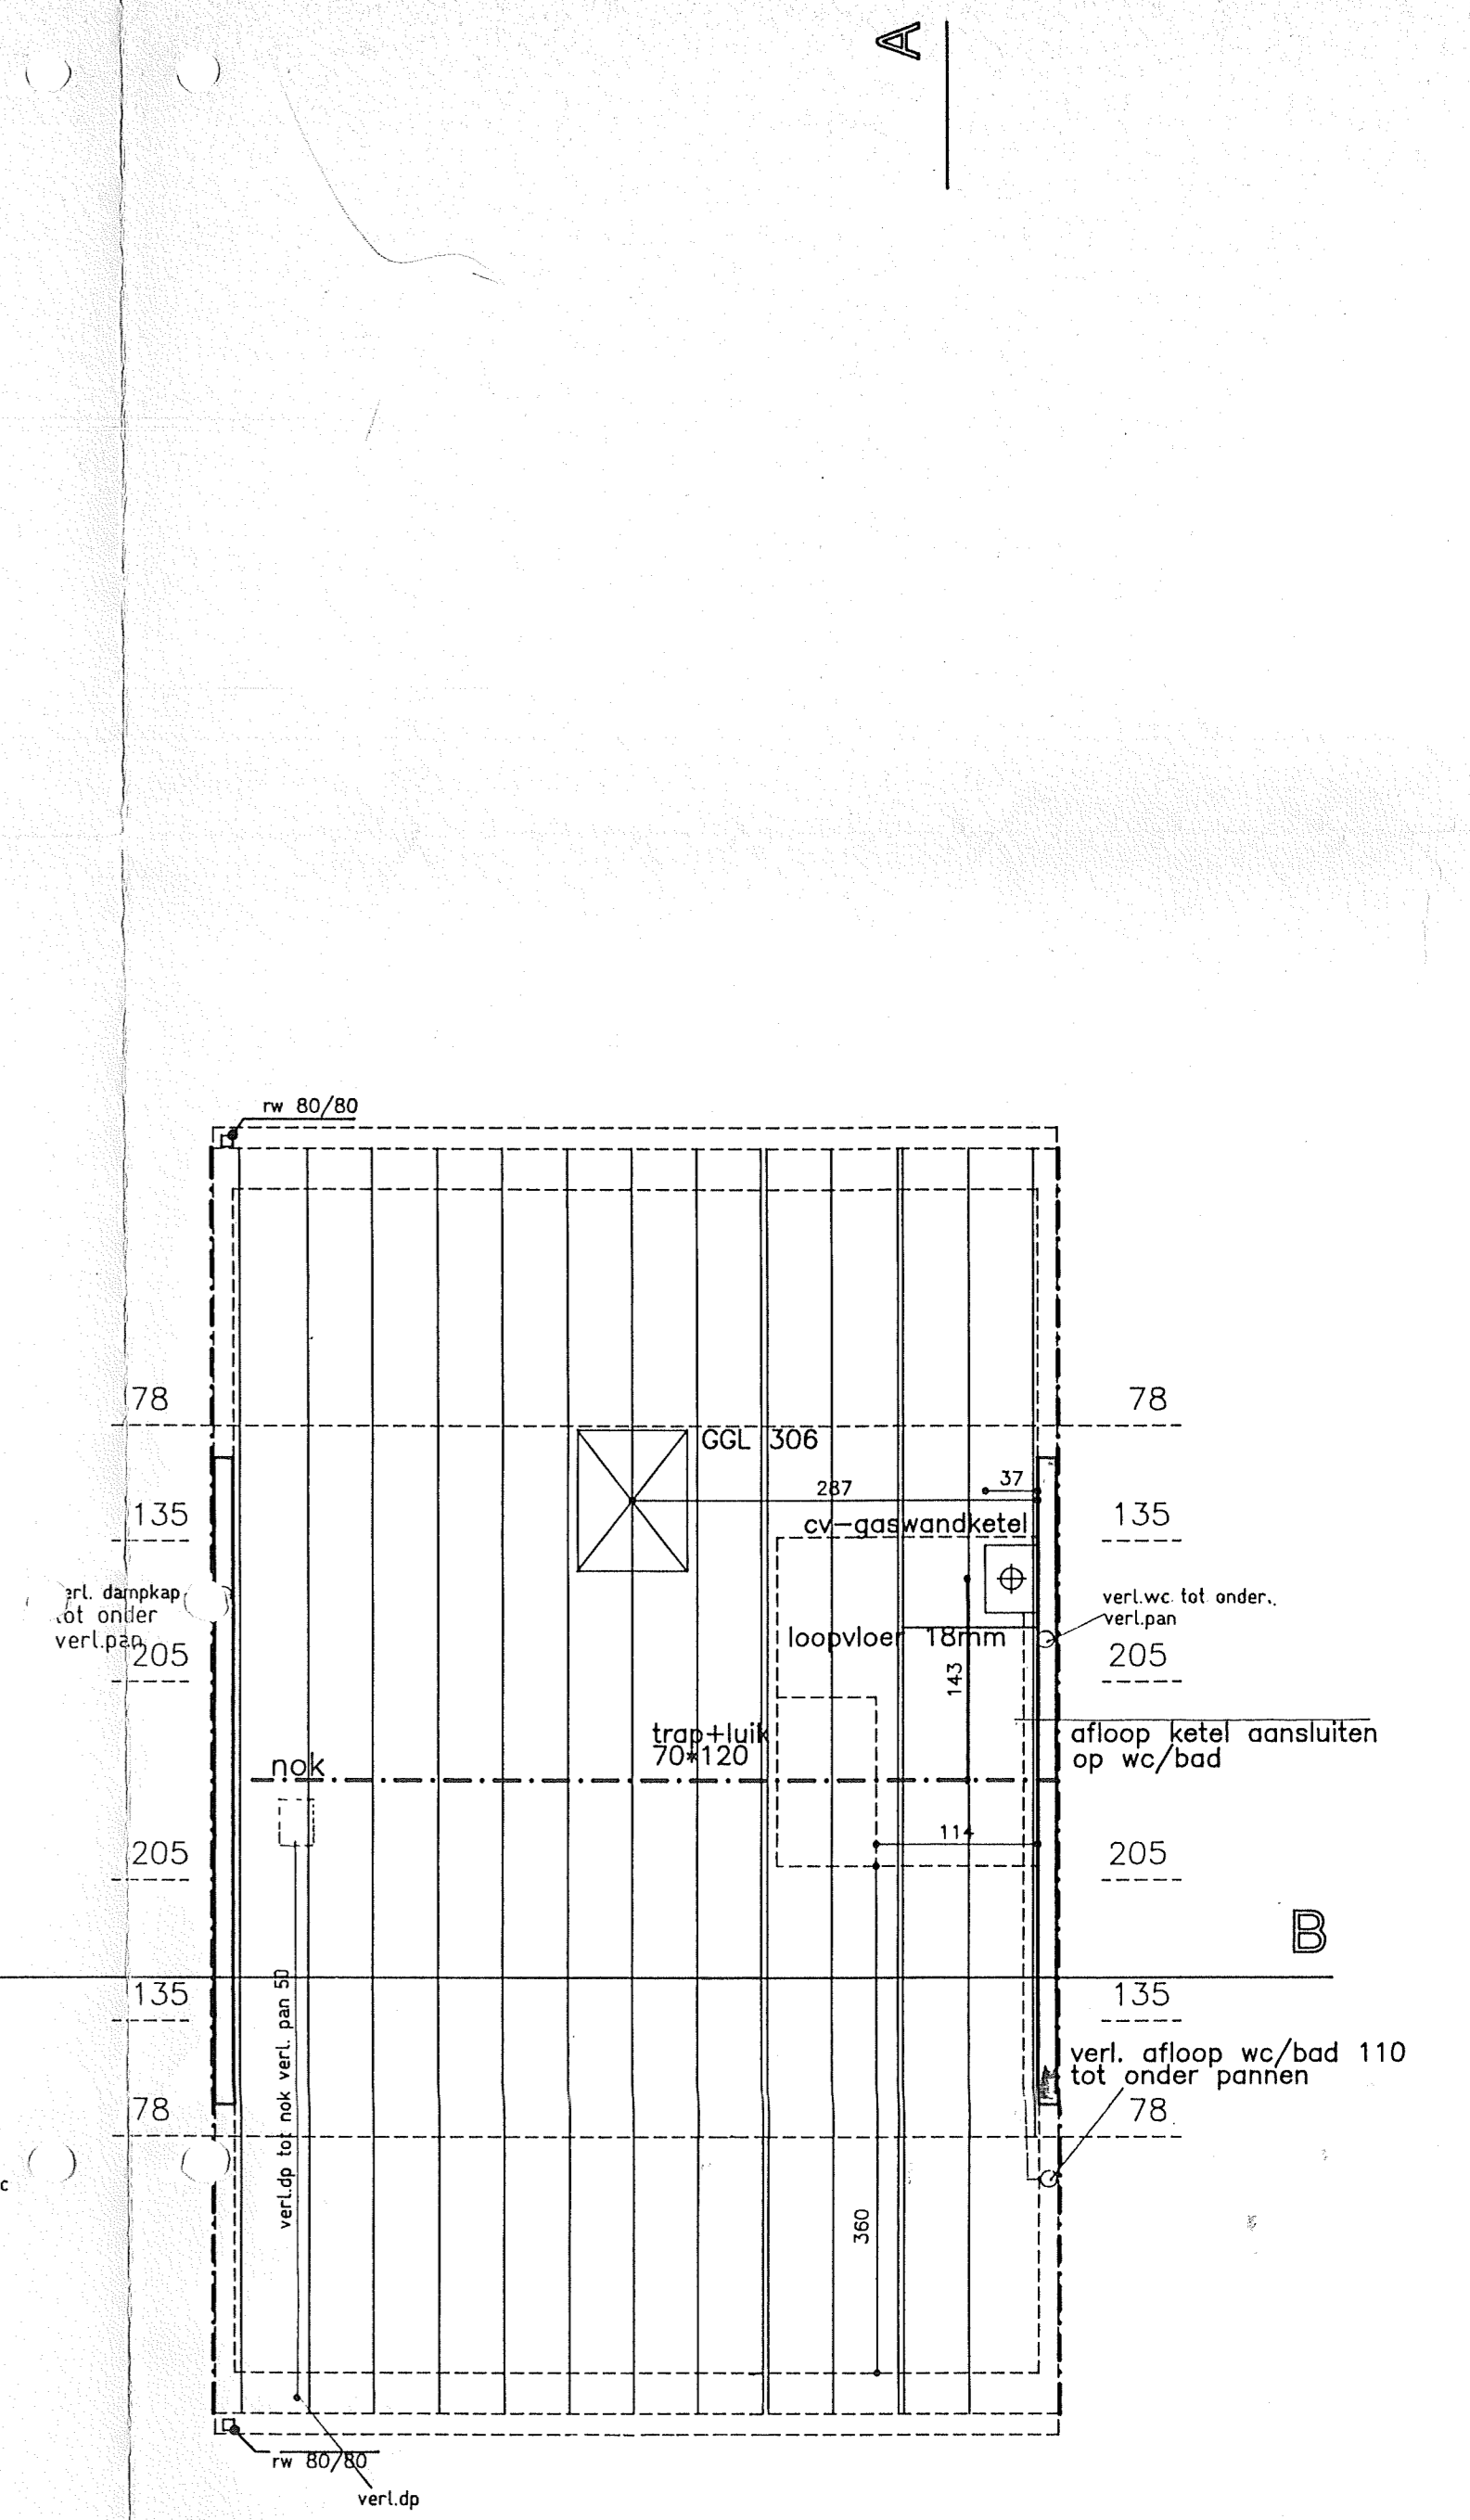 A
rw 80/80
78
78
GGL 306
287
37
135
135
cv-gaswandketel
dampkap
tot onder
verl.pan
verl.wc tot onder.
verl.pan
loopvloer 18mm
205
205
143
trap+luik
70*120
afloop ketel aansluiten
op wc/bad
nok
114
205
205
B
135
135
verl.dp tot nok verl. pan 50
verl. afloop wc/bad 110
tot onder pannen
78
78
c
360
rw 80/80
verl.dp